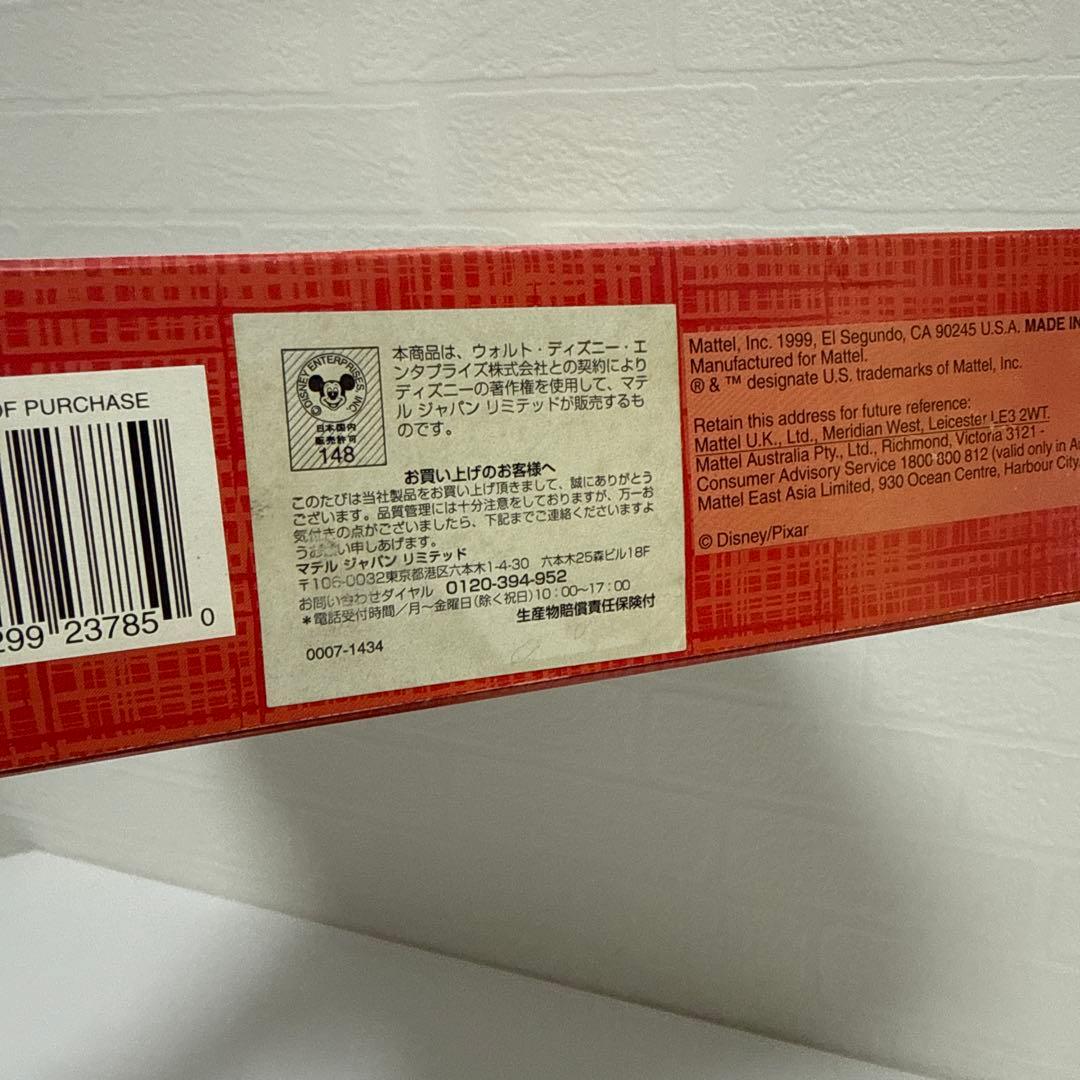 OF PURCHASE
299 23785 0
© DISNEY ENTERPRISES, INC.
日本国内
販売許可
148
本商品は、ウォルト・ディズニー・エ
ンタプライズ株式会社との契約により
ディズニーの著作権を使用して、マテ
ル ジャパン リミテッドが販売するも
のです。
お買い上げのお客様へ
このたびは当社製品をお買い上げ頂きまして、誠にありがとう
ございます。品質管理には十分注意をしておりますが、万一お
気付きの点がございましたら、下記までご連絡くださいますよ
うお願い申しあげます。
マテル ジャパン リミテッド
〒106-0032東京都港区六本木1-4-30 六本木25森ビル18F
お問い合わせダイヤル 0120-394-952
＊電話受付時間／月～金曜日(除く祝日)10：00～17：00
生産物賠償責任保険付
0007-1434
Mattel, Inc. 1999, El Segundo, CA 90245 U.S.A. MADE IN
Manufactured for Mattel.
® & ™ designate U.S. trademarks of Mattel, Inc.
Retain this address for future reference:
Mattel U.K., Ltd., Meridian West, Leicester LE3 2WT.
Mattel Australia Pty., Ltd., Richmond, Victoria 3121 -
Consumer Advisory Service 1800 800 812 (valid only in
Mattel East Asia Limited, 930 Ocean Centre, Harbour City,
© Disney/Pixar